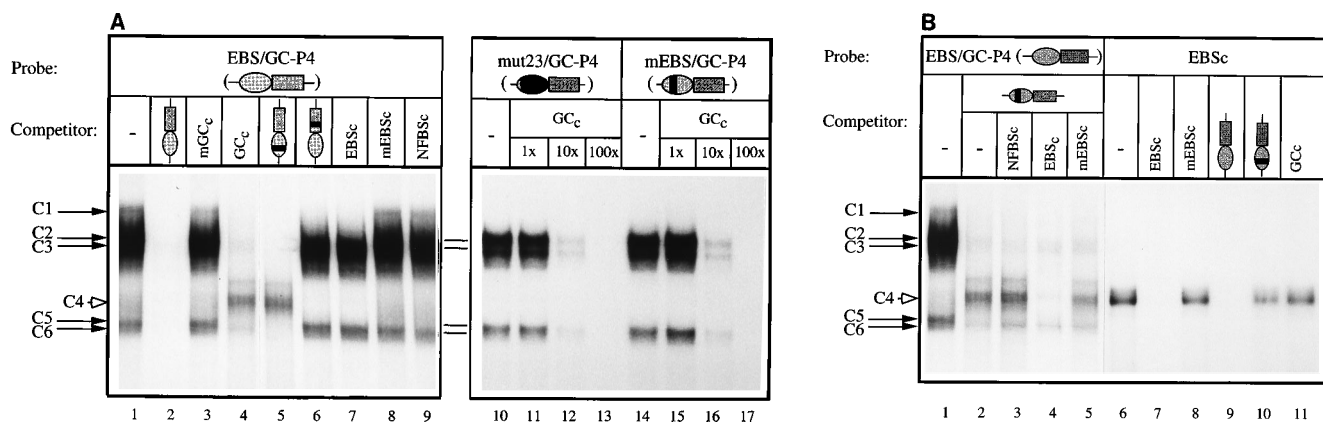 A
B
Probe:
EBS/GC-P4
mut23/GC-P4
mEBS/GC-P4
EBS/GC-P4
EBSc
Competitor:
-
mGCc
GCc
EBSc
mEBSc
NFBSc
-
GCc
1x
10x
100x
-
GCc
1x
10x
100x
Competitor:
-
-
NFBSc
EBSc
mEBSc
-
EBSc
mEBSc
GCc
Probe:
C1
C2
C3
C4
C5
C6
C1
C2
C3
C4
C5
C6
1 2 3 4 5 6 7 8 9
10 11 12 13 14 15 16 17
1 2 3 4 5 6 7 8 9 10 11